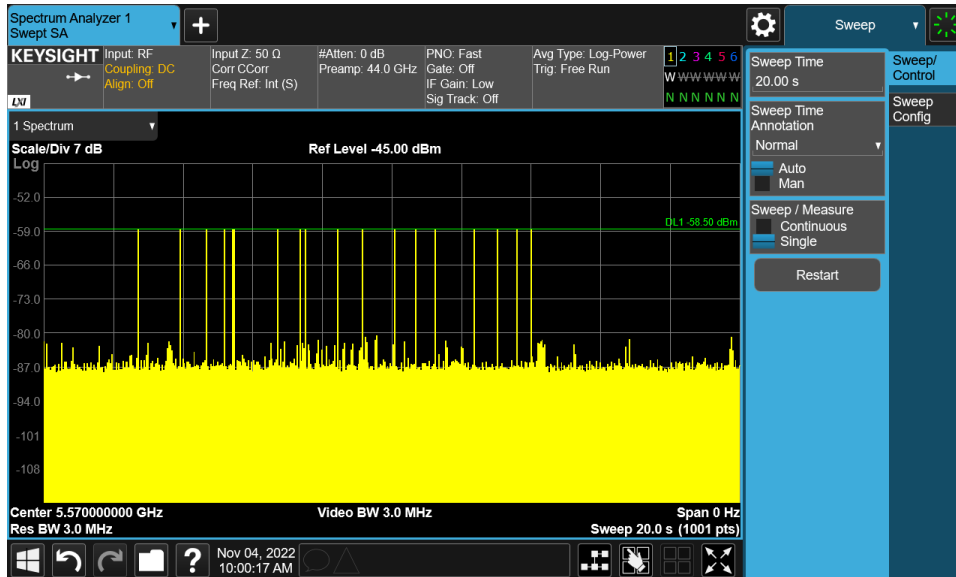 Spectrum Analyzer 1
Swept SA
+
Sweep
KEYSIGHT
Input: RF
Coupling: DC
Align: Off
Input Z: 50 Ω
Corr CCorr
Freq Ref: Int (S)
#Atten: 0 dB
Preamp: 44.0 GHz
PNO: Fast
Gate: Off
IF Gain: Low
Sig Track: Off
Avg Type: Log-Power
Trig: Free Run
1 2 3 4 5 6
W W W W W W
N N N N N N
LXI
1 Spectrum
Scale/Div 7 dB
Ref Level -45.00 dBm
Log
-52.0
-59.0
-66.0
-73.0
-80.0
-87.0
-94.0
-101
-108
DL1 -58.50 dBm
Center 5.570000000 GHz
Video BW 3.0 MHz
Span 0 Hz
Res BW 3.0 MHz
Sweep 20.0 s (1001 pts)
Sweep Time
20.00 s
Sweep Time
Annotation
Normal
Auto
Man
Sweep / Measure
Continuous
Single
Restart
Sweep/
Control
Sweep
Config
?
Nov 04, 2022
10:00:17 AM